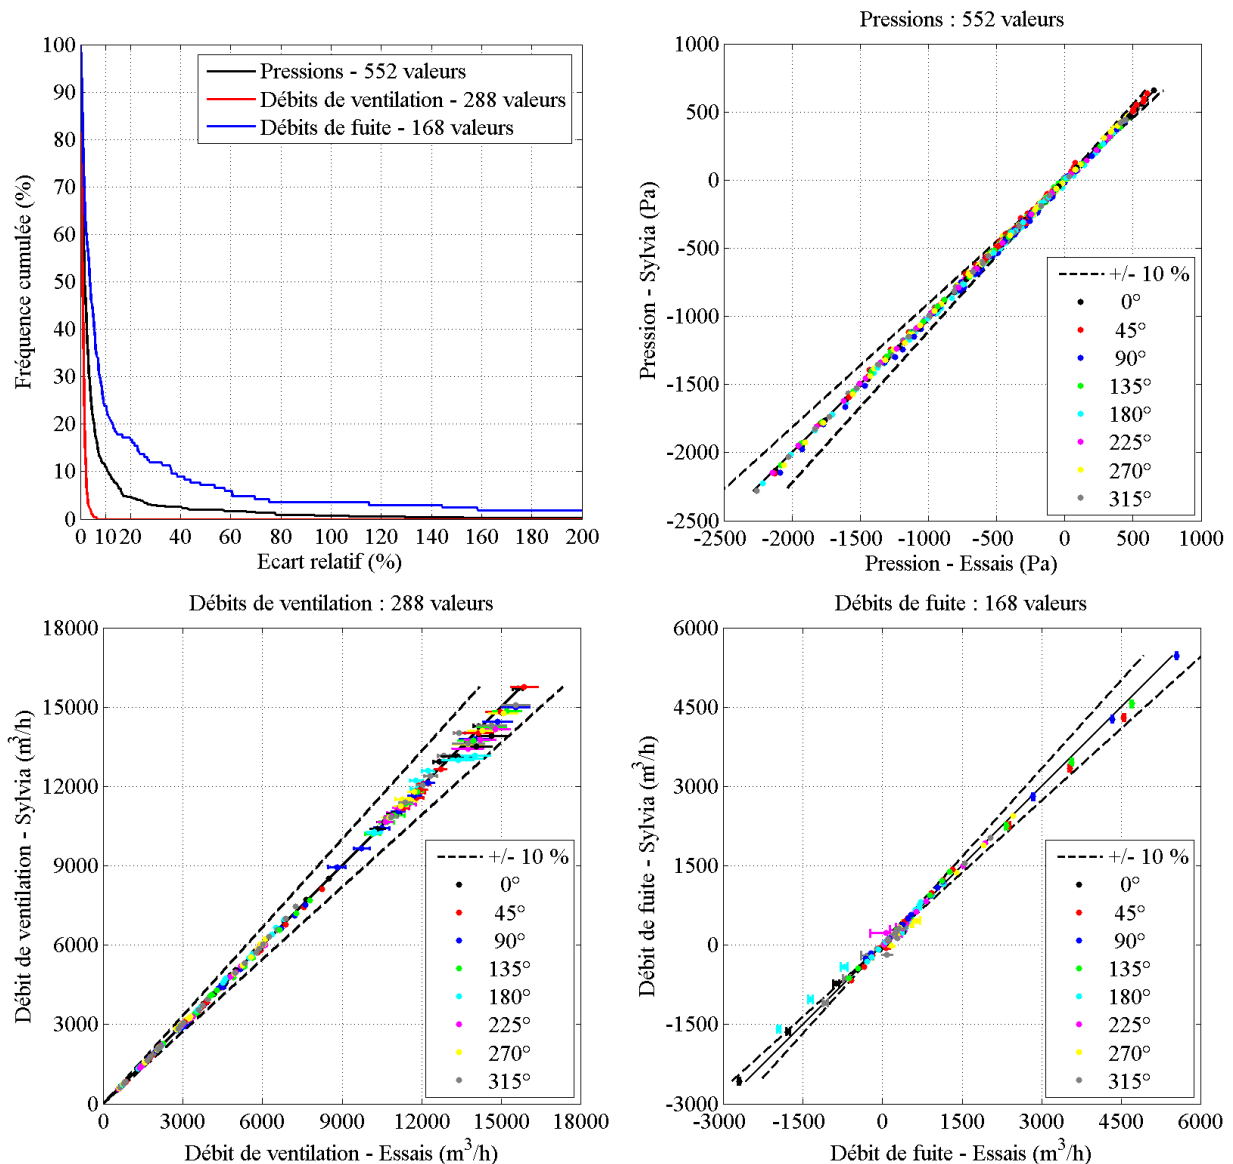 Pressions - 552 valeurs
Débits de ventilation - 288 valeurs
Débits de fuite - 168 valeurs
Fréquence cumulée (%)
100
90
80
70
60
50
40
30
20
10
0
0 10 20 40 60 80 100 120 140 160 180 200
Ecart relatif (%)
Pressions : 552 valeurs
Pression - Sylvia (Pa)
1000
500
0
-500
-1000
-1500
-2000
-2500
+/- 10 %
0°
45°
90°
135°
180°
225°
270°
315°
-2500 -2000 -1500 -1000 -500 0 500 1000
Pression - Essais (Pa)
Débits de ventilation : 288 valeurs
Débit de ventilation - Sylvia (m³/h)
18000
15000
12000
9000
6000
3000
0
+/- 10 %
0°
45°
90°
135°
180°
225°
270°
315°
0 3000 6000 9000 12000 15000 18000
Débit de ventilation - Essais (m³/h)
Débits de fuite : 168 valeurs
Débit de fuite - Sylvia (m³/h)
6000
4500
3000
1500
0
-1500
-3000
+/- 10 %
0°
45°
90°
135°
180°
225°
270°
315°
-3000 -1500 0 1500 3000 4500 6000
Débit de fuite - Essais (m³/h)